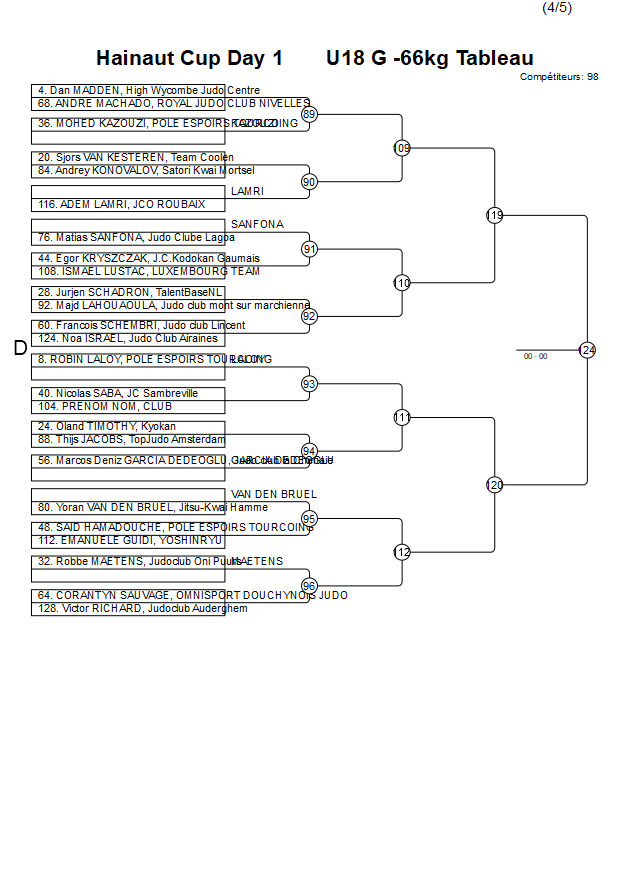 (4/5)
Hainaut Cup Day 1 U18 G -66kg Tableau
Compétiteurs: 98
4. Dan MADDEN, High Wycombe Judo Centre
68. ANDRE MACHADO, ROYAL JUDO CLUB NIVELLES
89
36. MOHED KAZOUZI, POLE ESPOIRS TOURCOING
KAZOUZI
109
20. Sjors VAN KESTEREN, Team Coolen
84. Andrey KONOVALOV, Satori Kwai Mortsel
90
LAMRI
116. ADEM LAMRI, JCO ROUBAIX
119
SANFONA
76. Matias SANFONA, Judo Clube Lagoa
91
44. Egor KRYSZCZAK, J.C.Kodokan Gaumais
108. ISMAEL LUSTAC, LUXEMBOURG TEAM
110
28. Jurjen SCHADRON, TalentBaseNL
92. Majd LAHOUAOULA, Judo club mont sur marchienne
92
60. Francois SCHEMBRI, Judo club Lincent
124. Noa ISRAEL, Judo Club Airaines
D
124
00 - 00
8. ROBIN LALOY, POLE ESPOIRS TOURCOING
LALOY
93
40. Nicolas SABA, JC Sambreville
104. PRENOM NOM, CLUB
111
24. Oland TIMOTHY, Kyokan
88. Thijs JACOBS, TopJudo Amsterdam
94
56. Marcos Deniz GARCIA DEDEOGLU, Judo club
GARCIA DEDEOGLU
120
VAN DEN BRUEL
80. Yoran VAN DEN BRUEL, Jitsu-Kwai Hamme
95
48. SAID HAMADOUCHE, POLE ESPOIRS TOURCOING
112. EMANUELE GUIDI, YOSHINRYU
112
32. Robbe MAETENS, Judoclub Oni Puurs
MAETENS
96
64. CORANTYN SAUVAGE, OMNISPORT DOUCHYNOIS JUDO
128. Victor RICHARD, Judoclub Auderghem